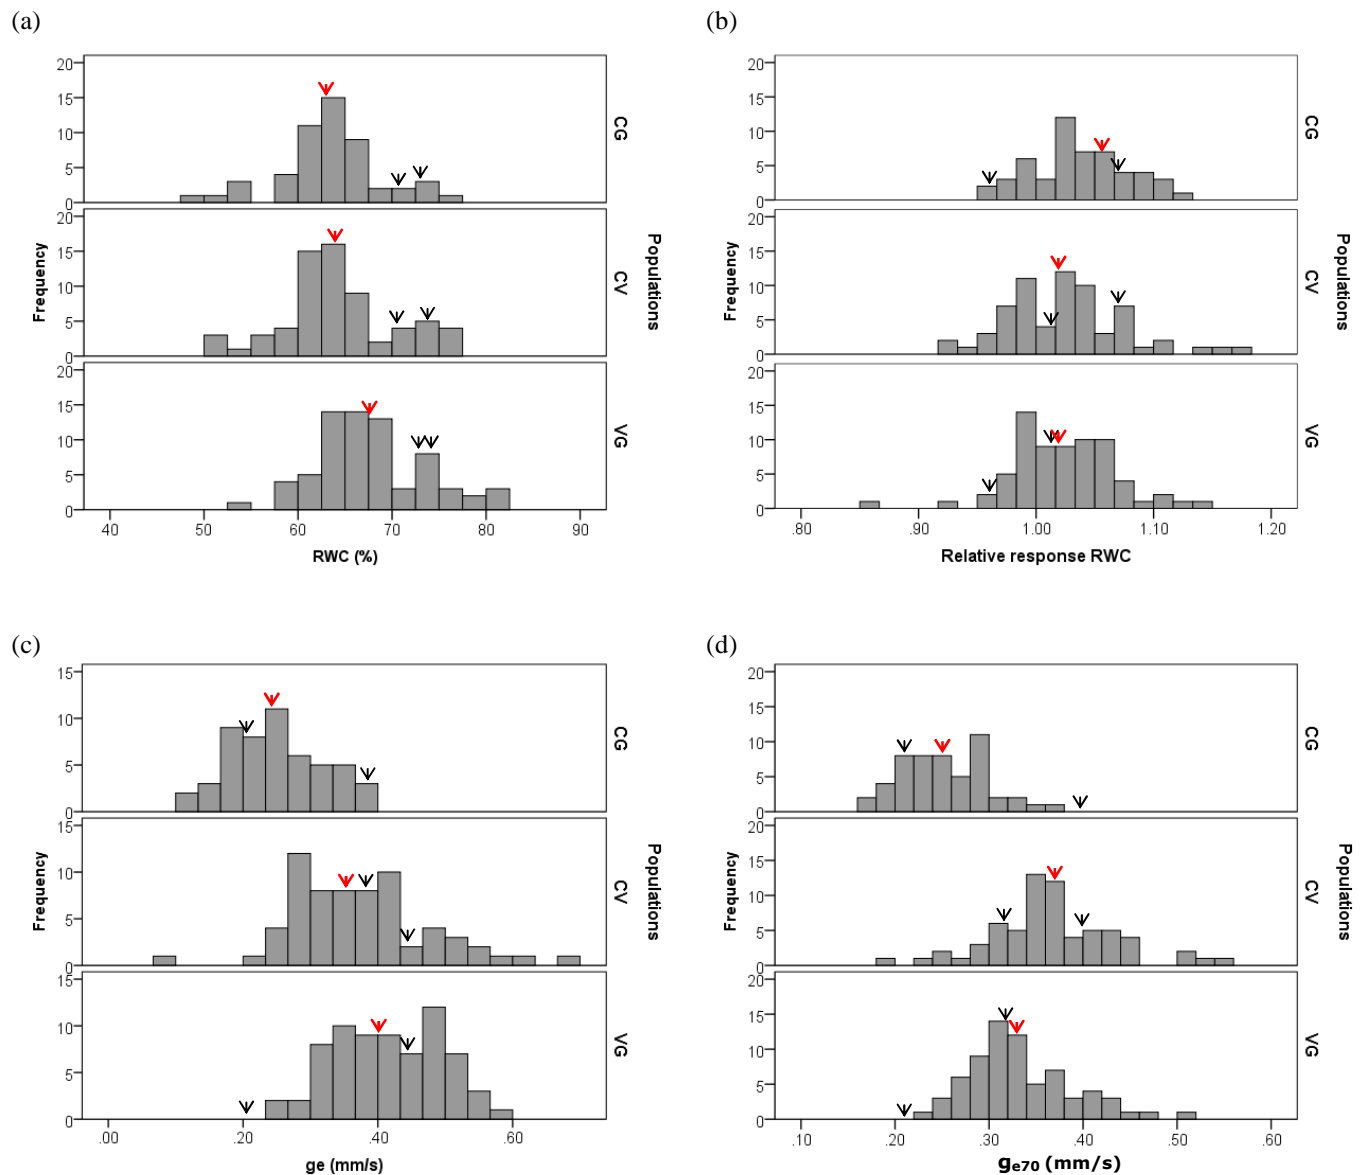 (a)
20
15
10
5
0
CG
20
15
10
5
0
CV
20
15
10
5
0
VG
Frequency
Populations
40 50 60 70 80 90
RWC (%)
(b)
20
15
10
5
0
CG
20
15
10
5
0
CV
20
15
10
5
0
VG
Frequency
Populations
.80 .90 1.00 1.10 1.20
Relative response RWC
(c)
15
10
5
0
CG
15
10
5
0
CV
15
10
5
0
VG
Frequency
Populations
.00 .20 .40 .60
ge (mm/s)
(d)
20
15
10
5
0
CG
20
15
10
5
0
CV
20
15
10
5
0
VG
Frequency
Populations
.10 .20 .30 .40 .50 .60
ge70 (mm/s)